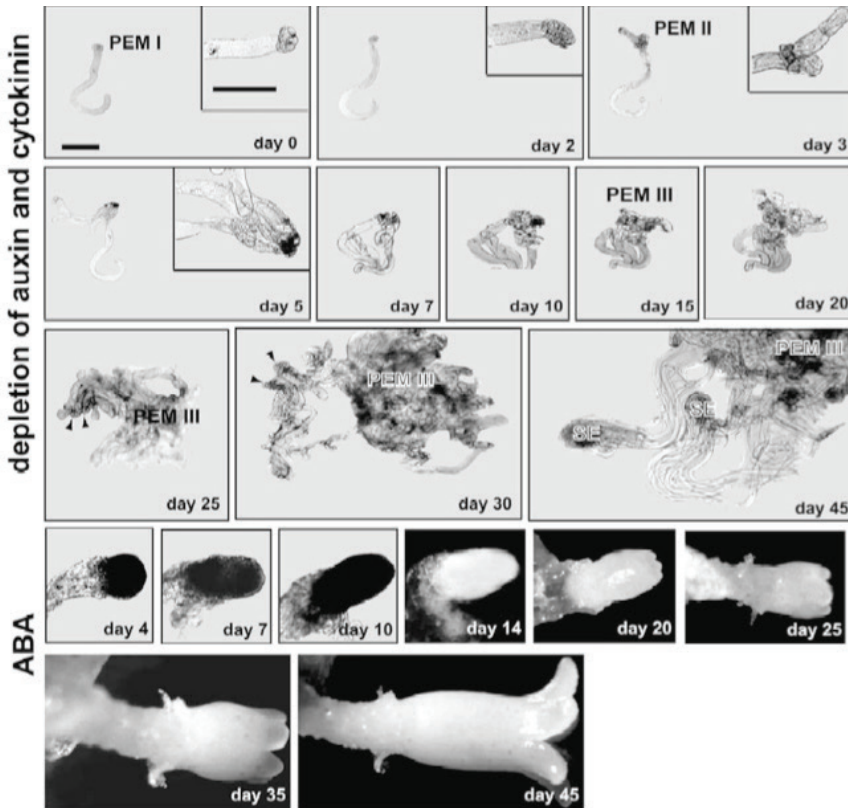 depletion of auxin and cytokinin
PEM I
day 0
day 2
PEM II
day 3
day 5
day 7
day 10
PEM III
day 15
day 20
PEM III
day 25
PEM III
day 30
PEM III
SE
SE
day 45
ABA
day 4
day 7
day 10
day 14
day 20
day 25
day 35
day 45